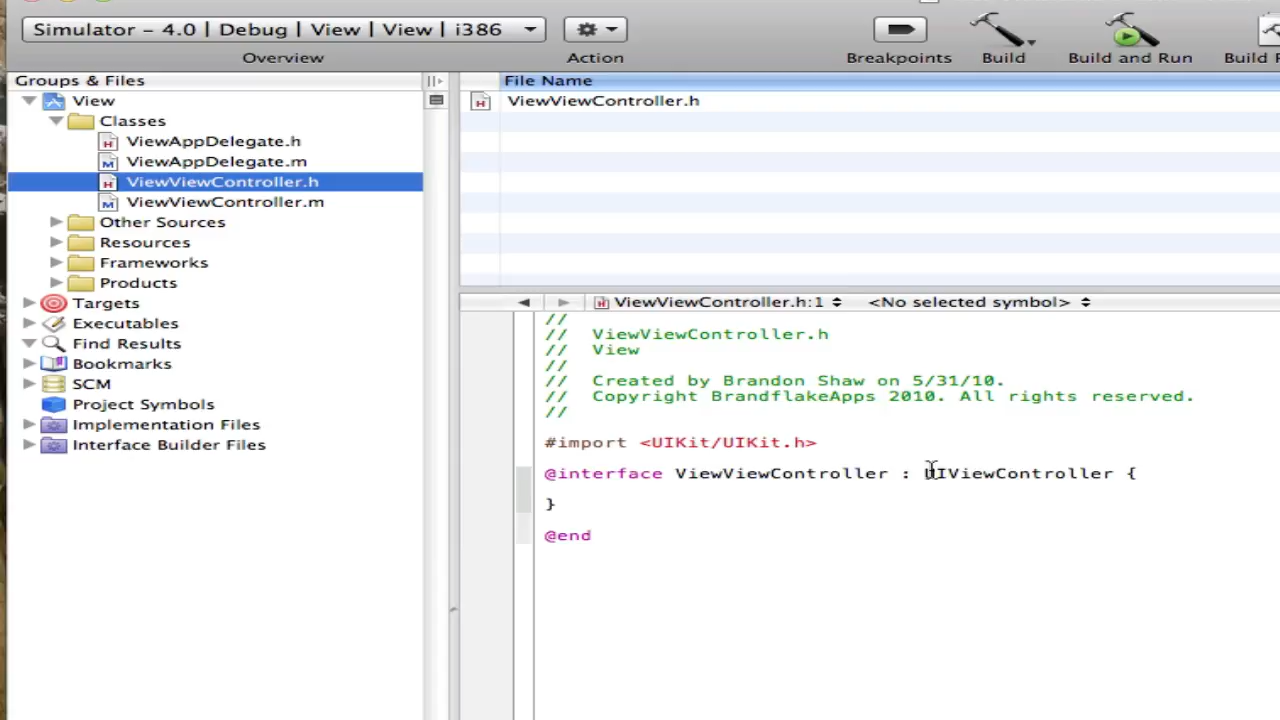 Simulator – 4.0 | Debug | View | View | i386
Overview
Action
Breakpoints
Build
Build and Run
Build
Groups & Files
View
Classes
ViewAppDelegate.h
ViewAppDelegate.m
ViewViewController.h
ViewViewController.m
Other Sources
Resources
Frameworks
Products
Targets
Executables
Find Results
Bookmarks
SCM
Project Symbols
Implementation Files
Interface Builder Files
File Name
ViewViewController.h
ViewViewController.h:1 <No selected symbol>
//
// ViewViewController.h
// View
//
// Created by Brandon Shaw on 5/31/10.
// Copyright BrandflakeApps 2010. All rights reserved.
//
#import <UIKit/UIKit.h>
@interface ViewViewController : UIViewController {
}
@end